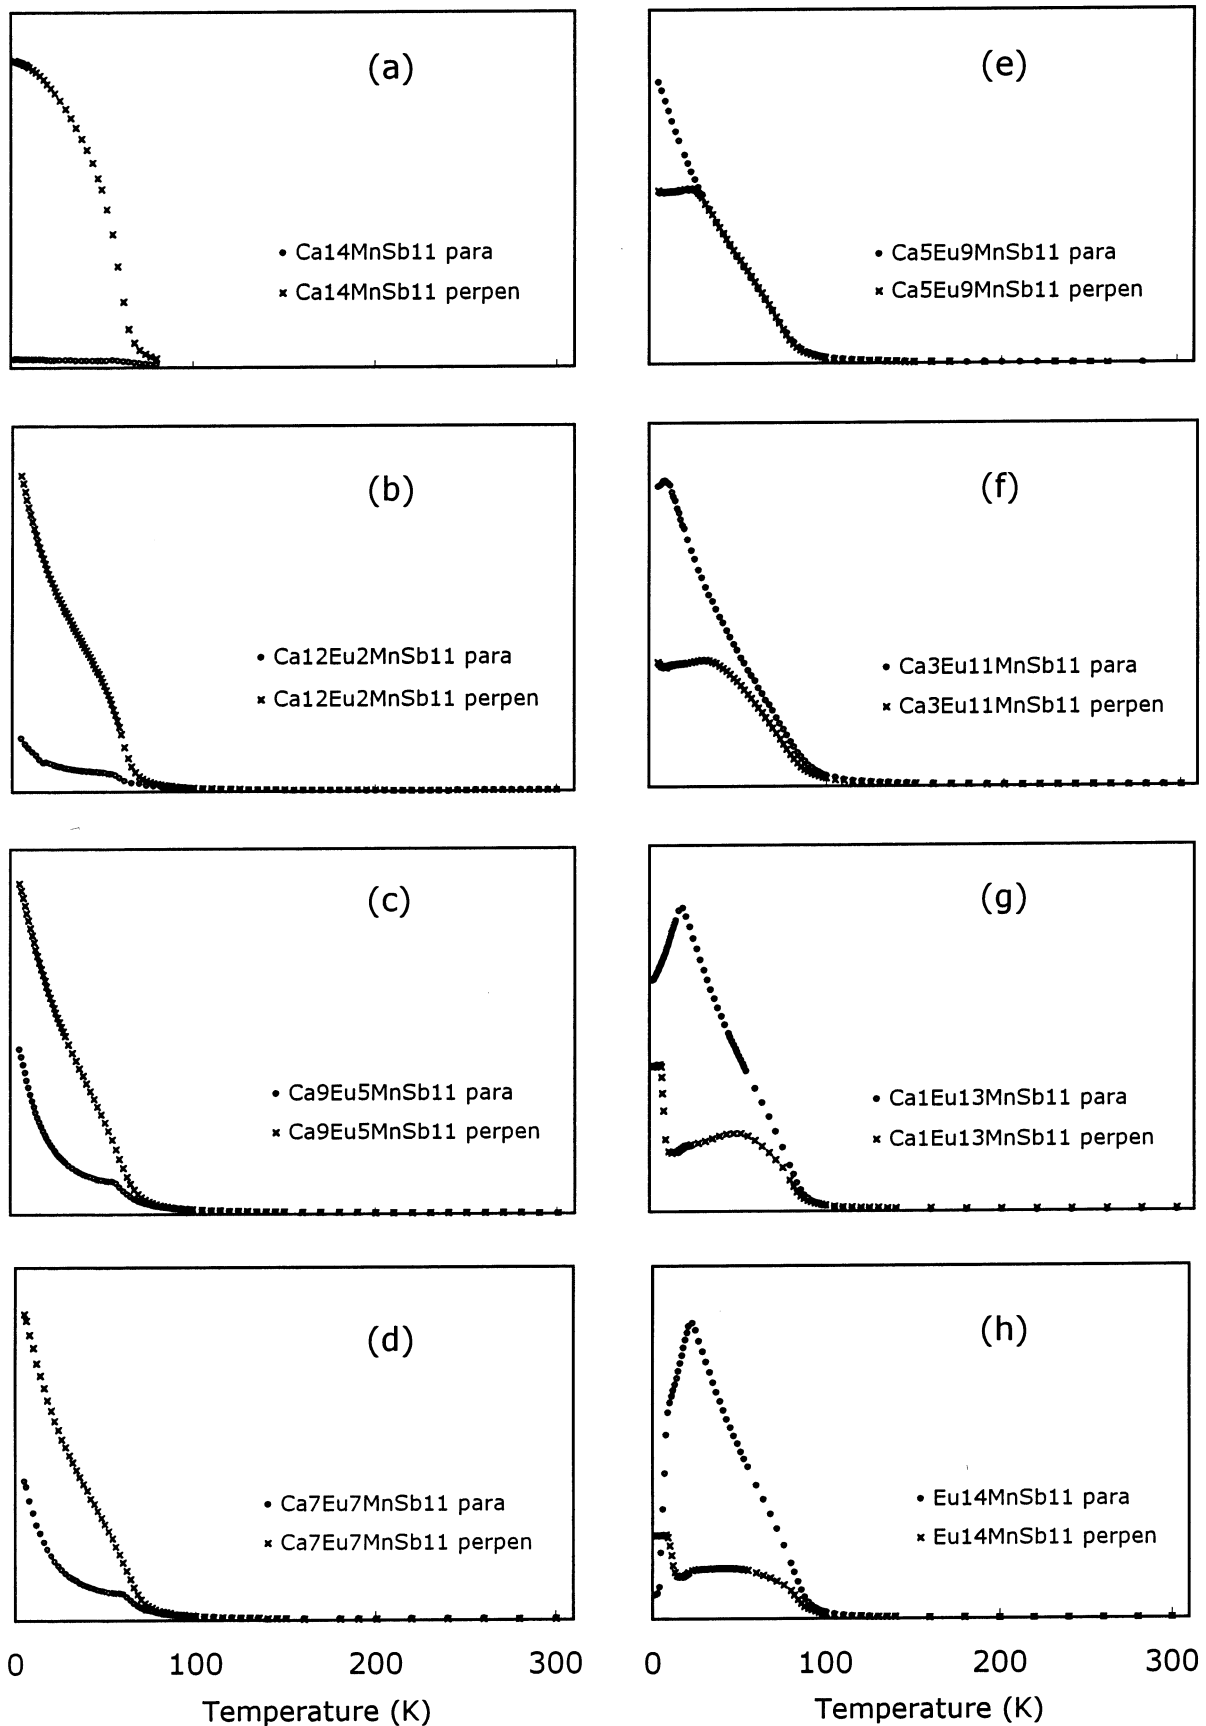 (a)
Ca14MnSb11 para
Ca14MnSb11 perpen
(b)
Ca12Eu2MnSb11 para
Ca12Eu2MnSb11 perpen
(c)
Ca9Eu5MnSb11 para
Ca9Eu5MnSb11 perpen
(d)
Ca7Eu7MnSb11 para
Ca7Eu7MnSb11 perpen
0 100 200 300
Temperature (K)
(e)
Ca5Eu9MnSb11 para
Ca5Eu9MnSb11 perpen
(f)
Ca3Eu11MnSb11 para
Ca3Eu11MnSb11 perpen
(g)
Ca1Eu13MnSb11 para
Ca1Eu13MnSb11 perpen
(h)
Eu14MnSb11 para
Eu14MnSb11 perpen
0 100 200 300
Temperature (K)